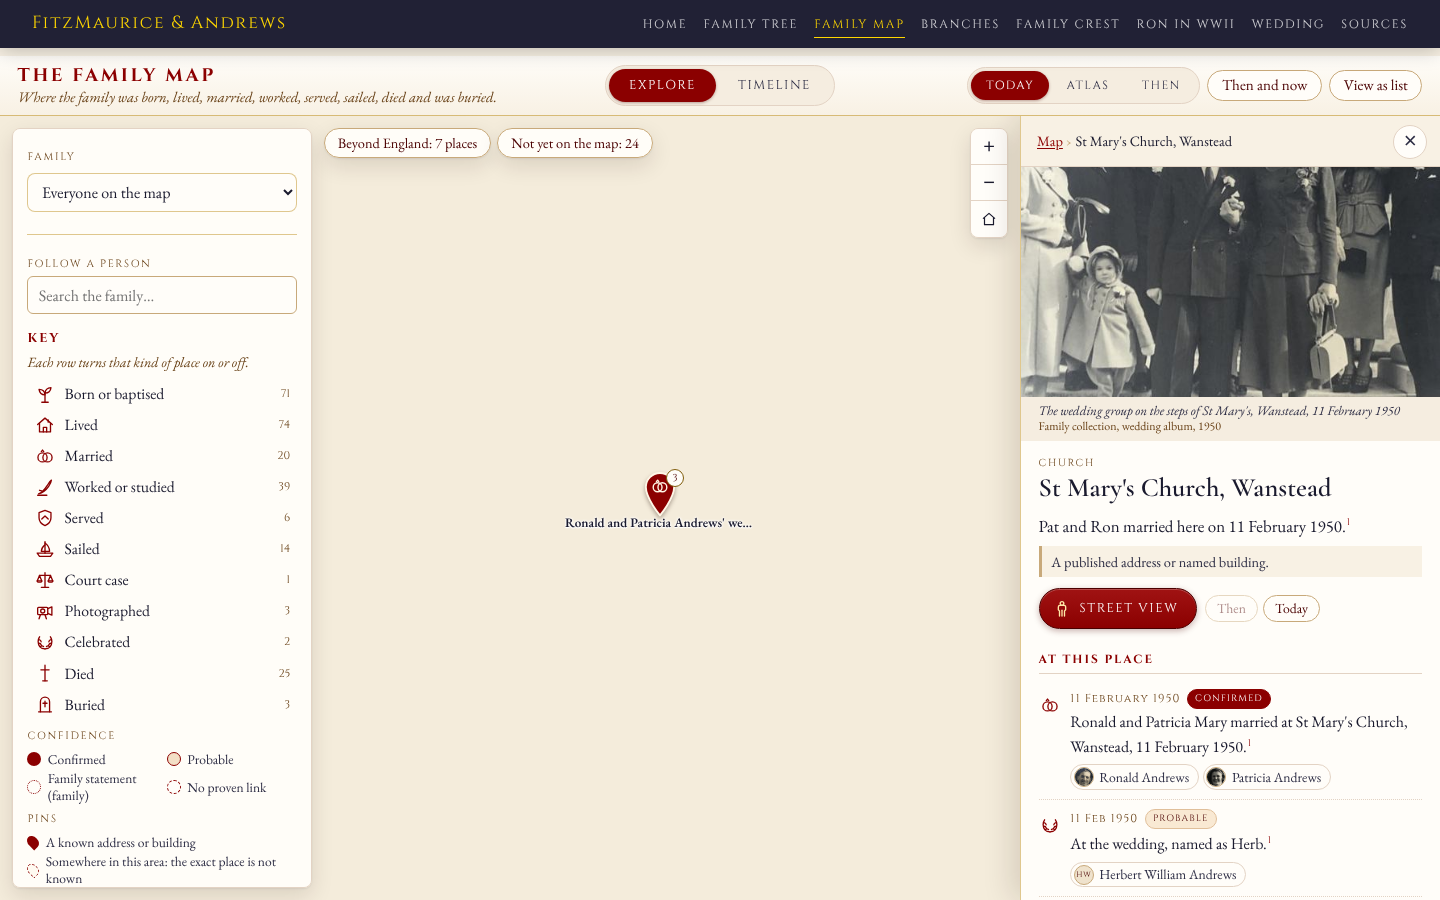 FitzMaurice & Andrews
HOME FAMILY TREE FAMILY MAP BRANCHES FAMILY CREST RON IN WWII WEDDING SOURCES
THE FAMILY MAP
Where the family was born, lived, married, worked, served, sailed, died and was buried.
EXPLORE TIMELINE
TODAY ATLAS THEN
Then and now
View as list
FAMILY
Everyone on the map
FOLLOW A PERSON
Search the family...
KEY
Each row turns that kind of place on or off.
Born or baptised 71
Lived 74
Married 20
Worked or studied 39
Served 6
Sailed 14
Court case 1
Photographed 3
Celebrated 2
Died 25
Buried 3
CONFIDENCE
Confirmed
Probable
Family statement (family)
No proven link
PINS
A known address or building
Somewhere in this area: the exact place is not known
Beyond England: 7 places
Not yet on the map: 24
+
−
3
Ronald and Patricia Andrews' we...
Map › St Mary's Church, Wanstead
✕
The wedding group on the steps of St Mary's, Wanstead, 11 February 1950
Family collection, wedding album, 1950
CHURCH
St Mary's Church, Wanstead
Pat and Ron married here on 11 February 1950.1
A published address or named building.
STREET VIEW
Then
Today
AT THIS PLACE
11 February 1950 CONFIRMED
Ronald and Patricia Mary married at St Mary's Church,
Wanstead, 11 February 1950.1
Ronald Andrews
Patricia Andrews
11 Feb 1950 PROBABLE
At the wedding, named as Herb.1
HW Herbert William Andrews